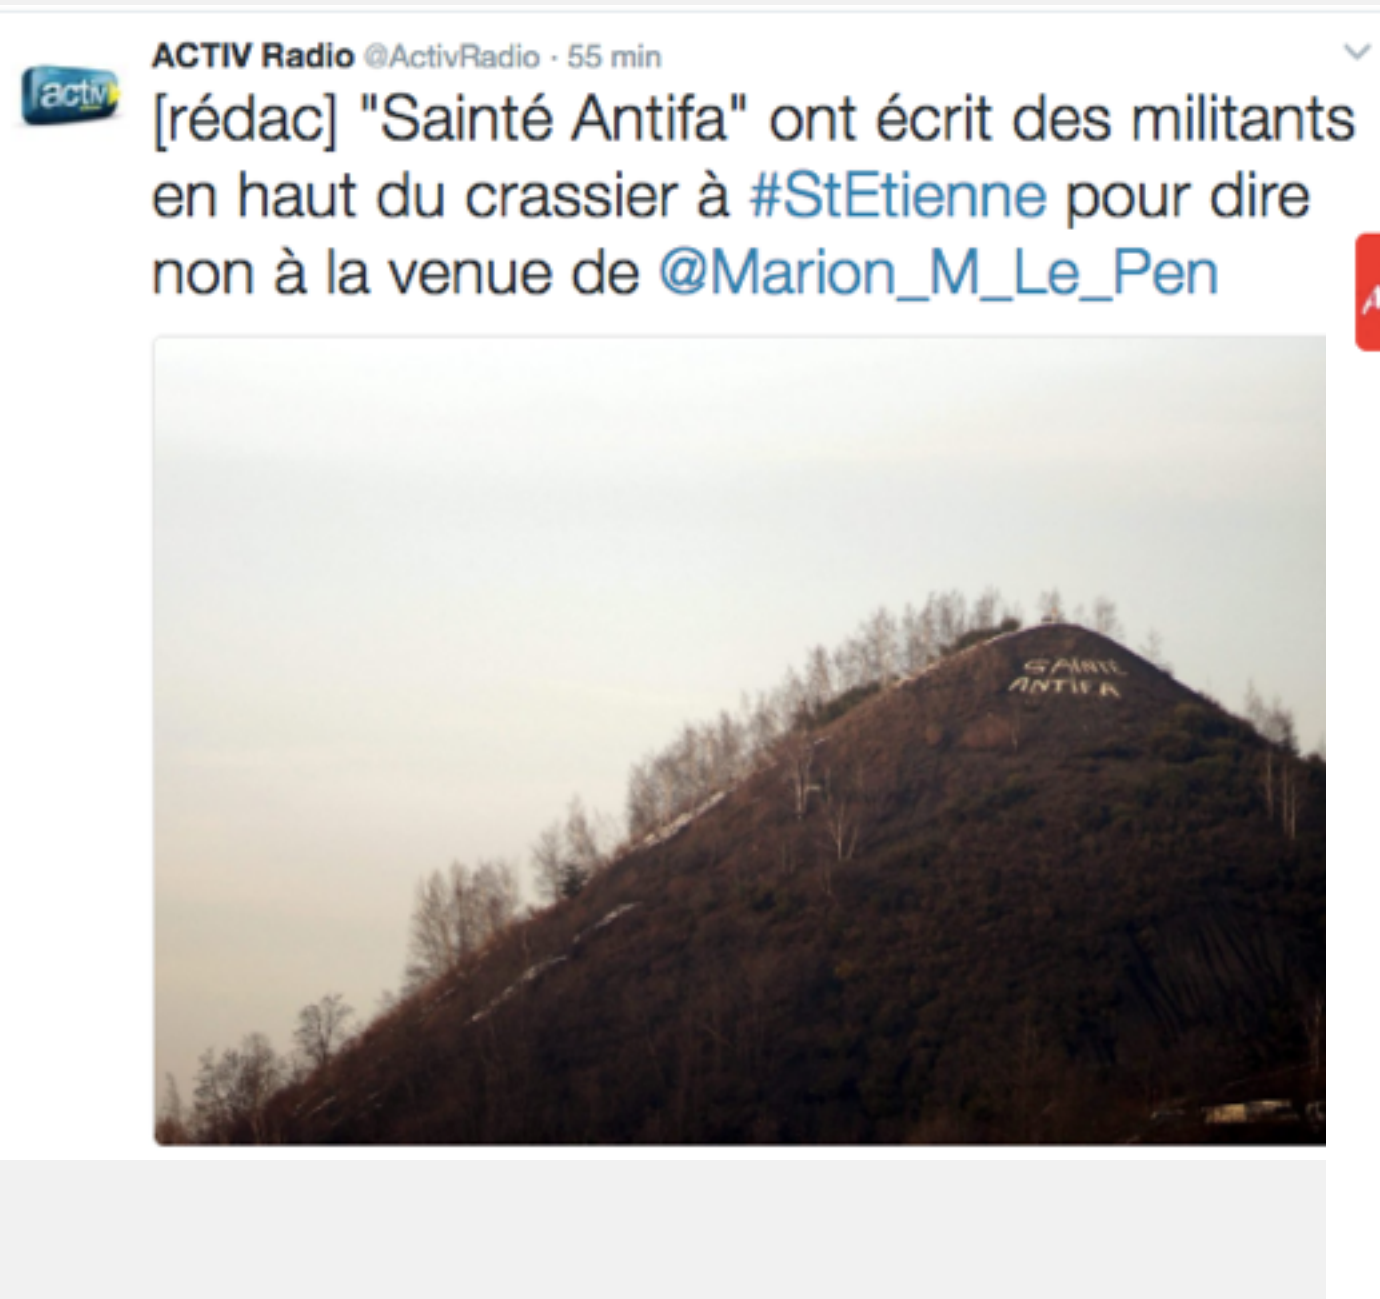 ACTIV Radio @ActivRadio · 55 min
activ
[rédac] "Sainté Antifa" ont écrit des militants
en haut du crassier à #StEtienne pour dire
non à la venue de @Marion_M_Le_Pen
SAINTE
ANTIFA